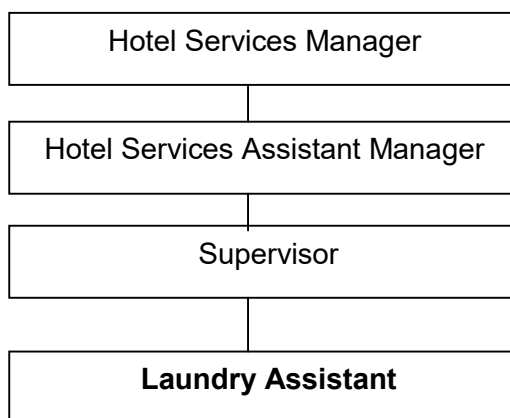 Hotel Services Manager
Hotel Services Assistant Manager
Supervisor
Laundry Assistant